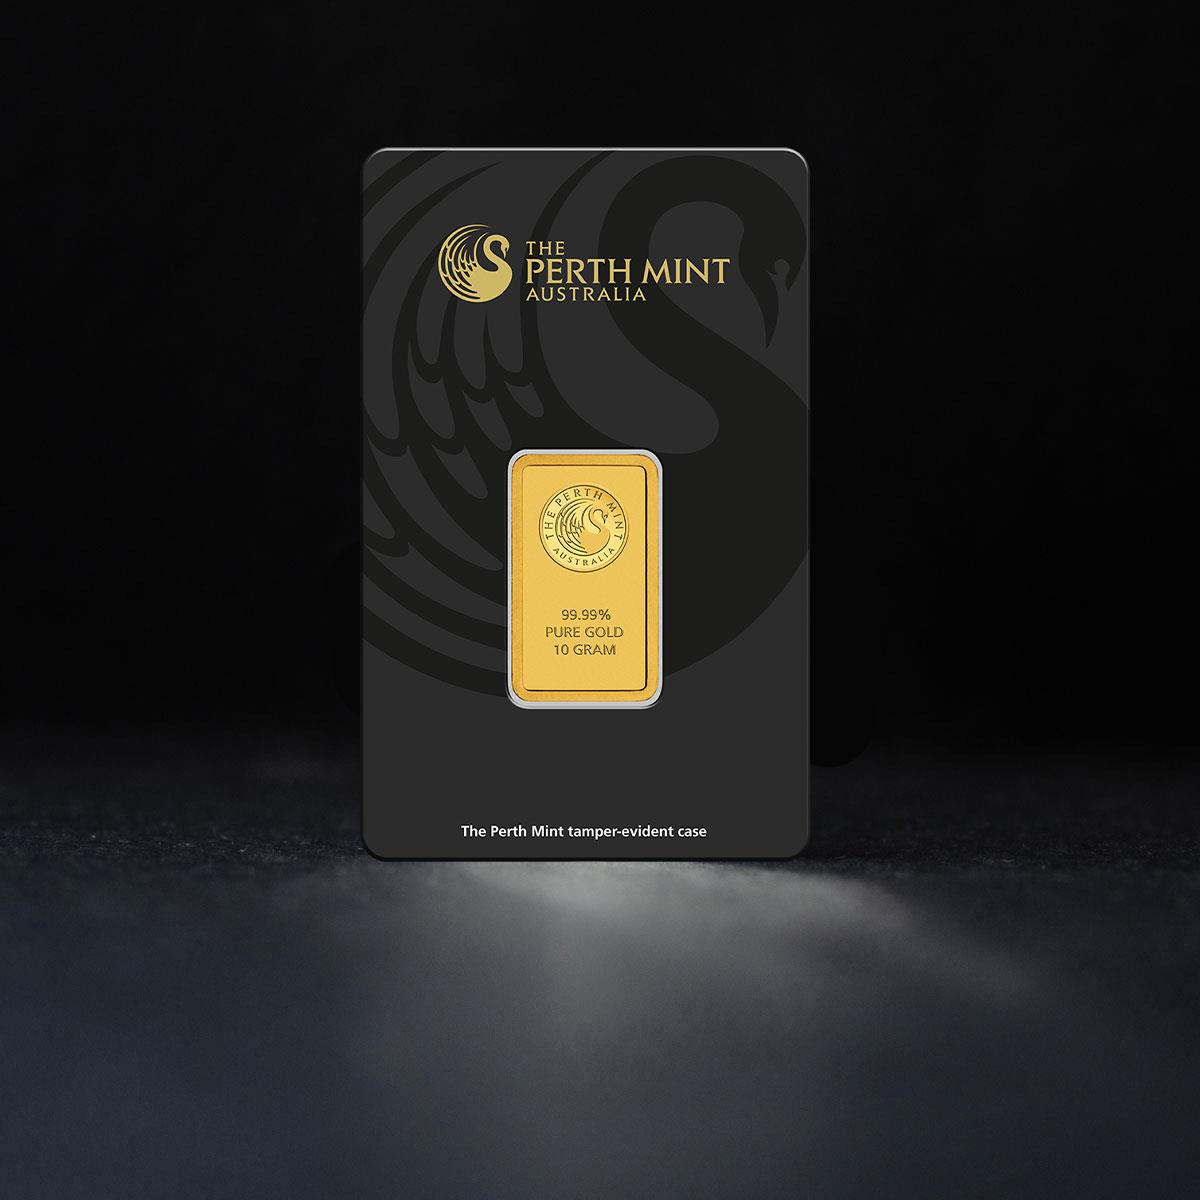 THE
PERTH MINT
AUSTRALIA
THE PERTH MINT
AUSTRALIA
99.99%
PURE GOLD
10 GRAM
The Perth Mint tamper-evident case